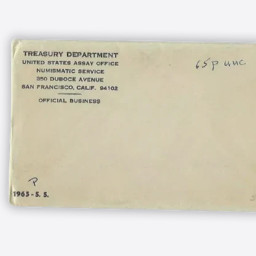 TREASURY DEPARTMENT
UNITED STATES ASSAY OFFICE
NUMISMATIC SERVICE
350 DUBOCE AVENUE
SAN FRANCISCO, CALIF. 94102
OFFICIAL BUSINESS
65 p unc
P
1965 - S. S.